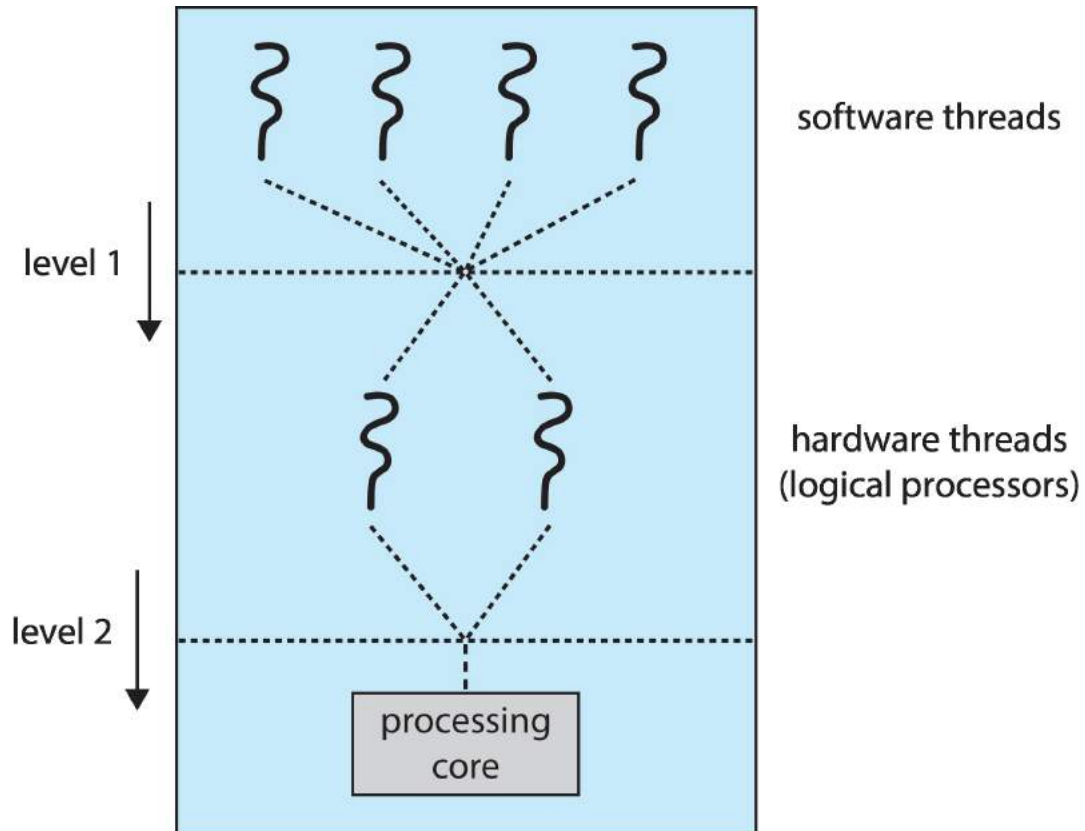 software threads
level 1
hardware threads
(logical processors)
level 2
processing
core